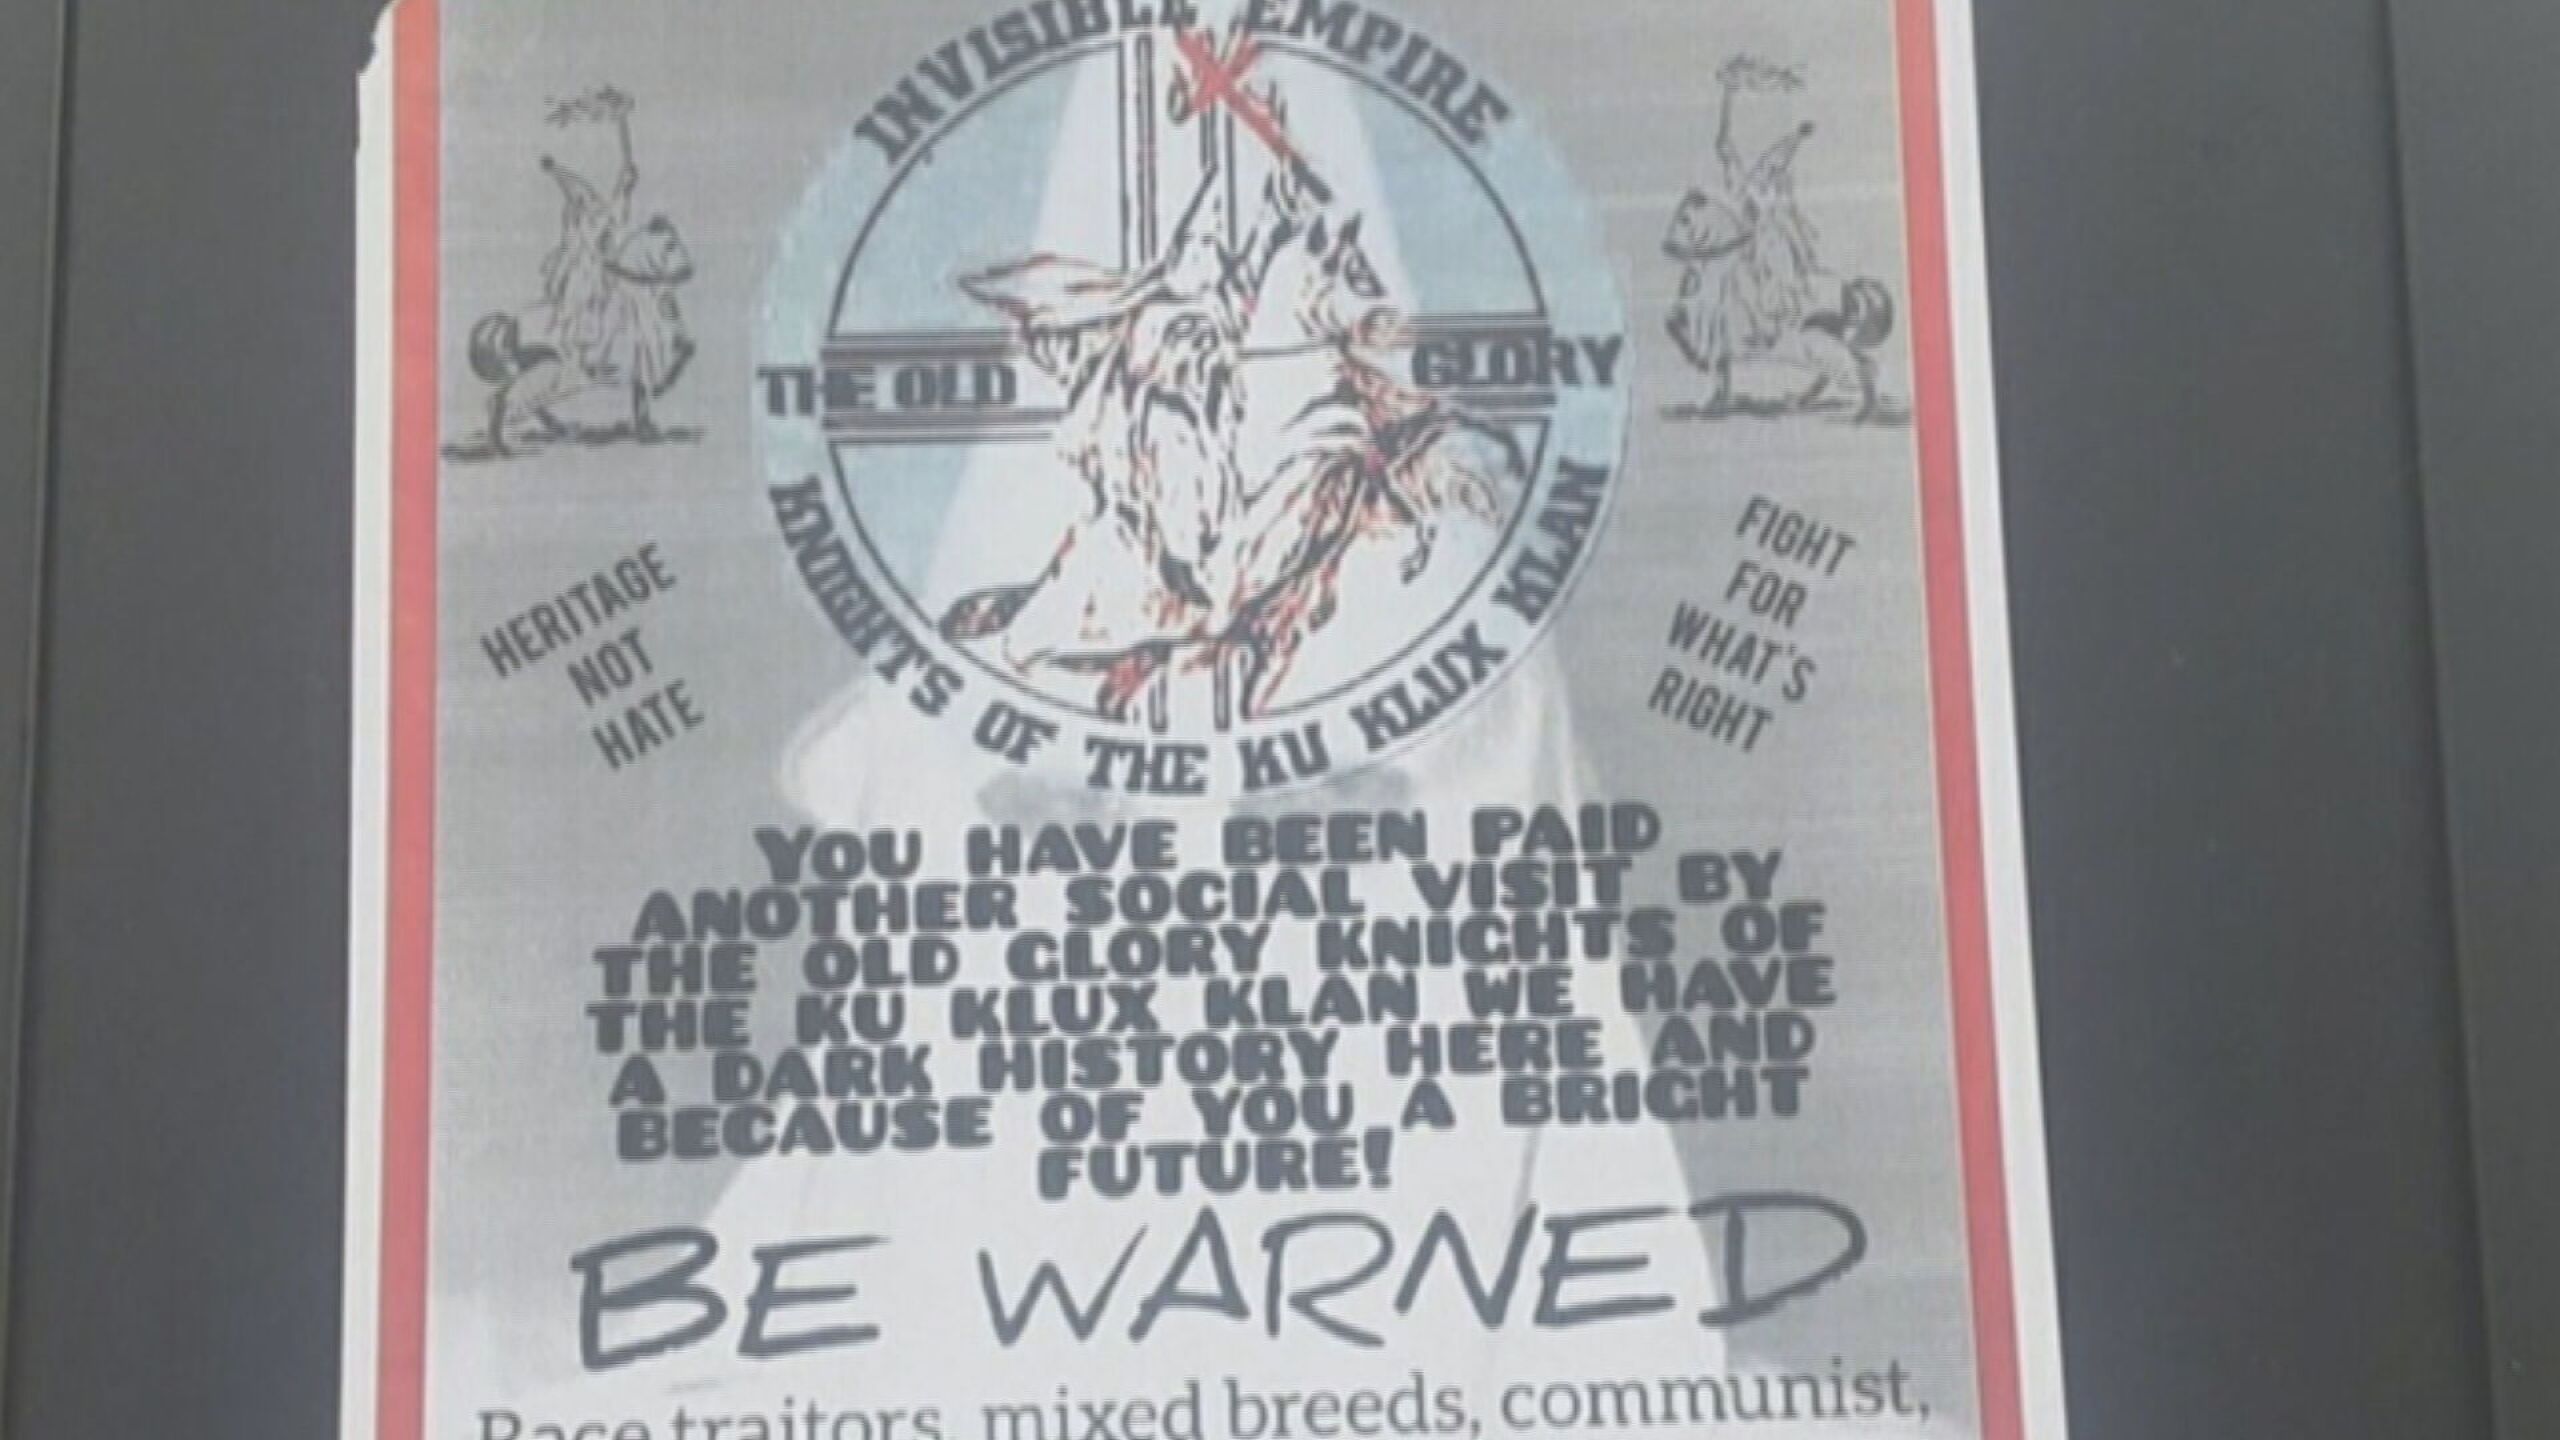 INVISIBLE EMPIRE
THE OLD GLORY
KNIGHTS OF THE KU KLUX KLAN
HERITAGE
NOT
HATE
FIGHT
FOR
WHAT'S
RIGHT
YOU HAVE BEEN PAID
ANOTHER SOCIAL VISIT BY
THE OLD GLORY KNIGHTS OF
THE KU KLUX KLAN WE HAVE
A DARK HISTORY HERE AND
BECAUSE OF YOU A BRIGHT
FUTURE!
BE WARNED
Race traitors, mixed breeds, communist,